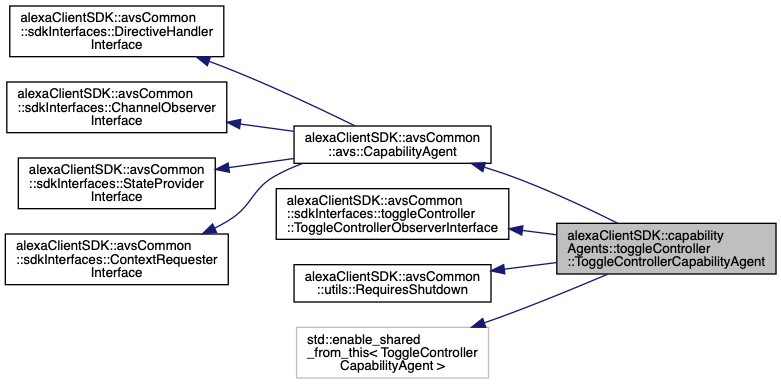 alexaClientSDK::avsCommon
::sdkInterfaces::DirectiveHandler
Interface
alexaClientSDK::avsCommon
::sdkInterfaces::ChannelObserver
Interface
alexaClientSDK::avsCommon
::sdkInterfaces::StateProvider
Interface
alexaClientSDK::avsCommon
::sdkInterfaces::ContextRequester
Interface
alexaClientSDK::avsCommon
::avs::CapabilityAgent
alexaClientSDK::avsCommon
::sdkInterfaces::toggleController
::ToggleControllerObserverInterface
alexaClientSDK::avsCommon
::utils::RequiresShutdown
std::enable_shared
_from_this< ToggleController
CapabilityAgent >
alexaClientSDK::capability
Agents::toggleController
::ToggleControllerCapabilityAgent